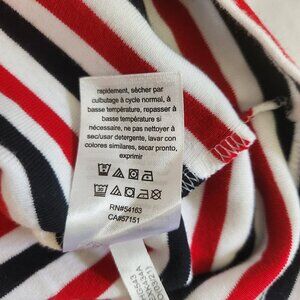 rapidement, sécher par
culbutage à cycle normal, à
basse température, repasser à
basse température si
nécessaire, ne pas nettoyer à
sec/usar detergente, lavar con
colores similares, secar pronto,
exprimir
RN#54163
CA#57151